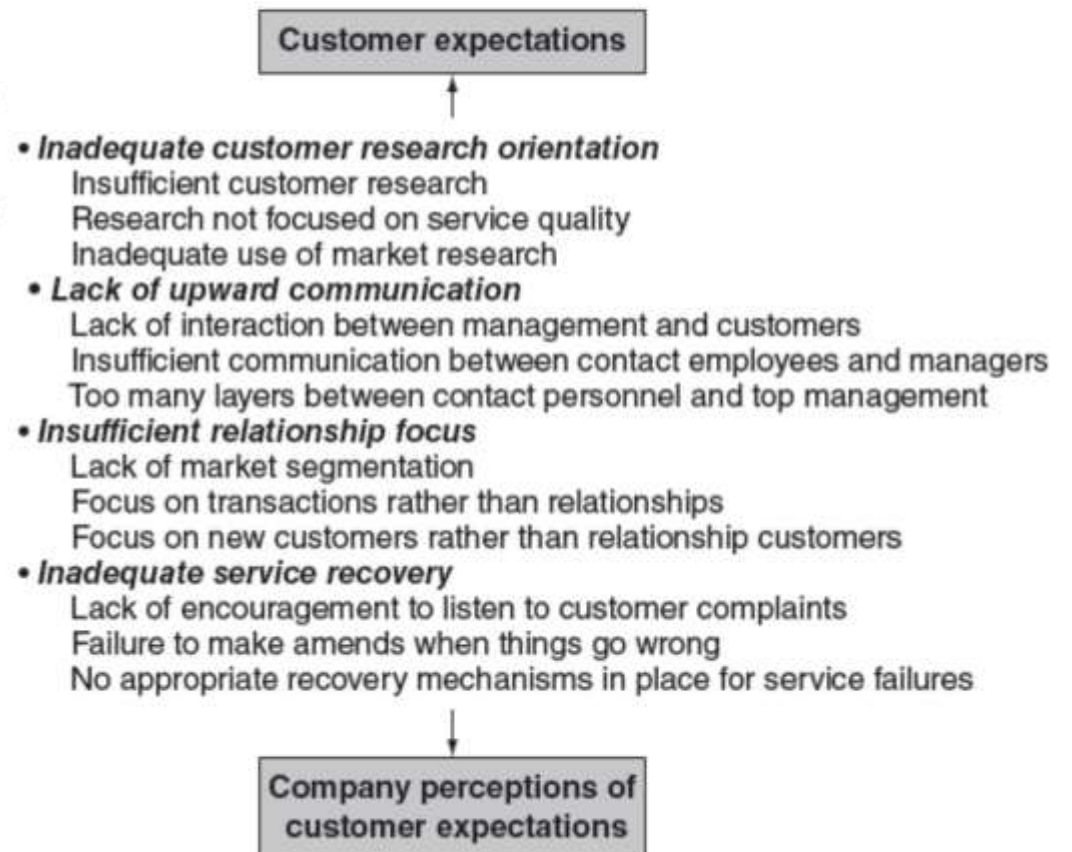 Customer expectations
• Inadequate customer research orientation
Insufficient customer research
Research not focused on service quality
Inadequate use of market research
• Lack of upward communication
Lack of interaction between management and customers
Insufficient communication between contact employees and managers
Too many layers between contact personnel and top management
• Insufficient relationship focus
Lack of market segmentation
Focus on transactions rather than relationships
Focus on new customers rather than relationship customers
• Inadequate service recovery
Lack of encouragement to listen to customer complaints
Failure to make amends when things go wrong
No appropriate recovery mechanisms in place for service failures
Company perceptions of
customer expectations